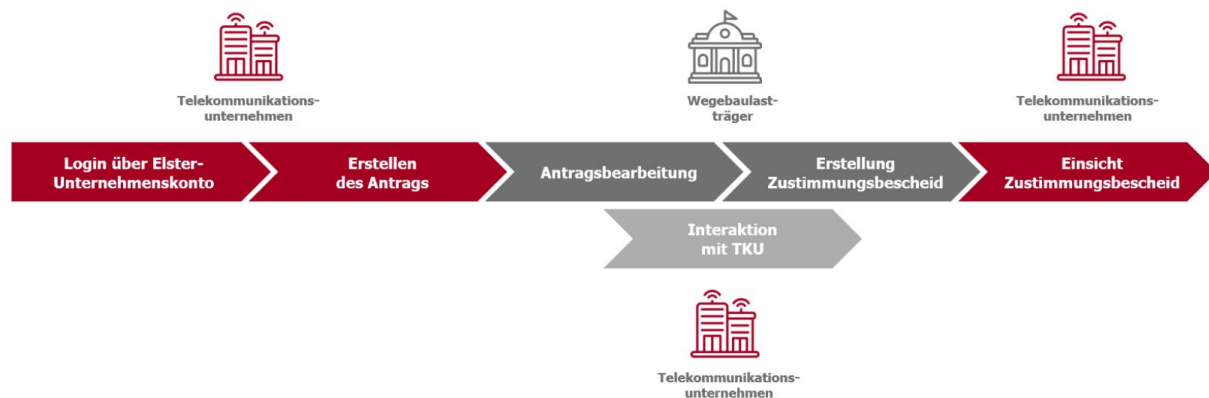 Telekommunikations-
unternehmen
Wegebaulast-
träger
Telekommunikations-
unternehmen
Login über Elster-
Unternehmenskonto
Erstellen
des Antrags
Antragsbearbeitung
Erstellung
Zustimmungsbescheid
Einsicht
Zustimmungsbescheid
Interaktion
mit TKU
Telekommunikations-
unternehmen